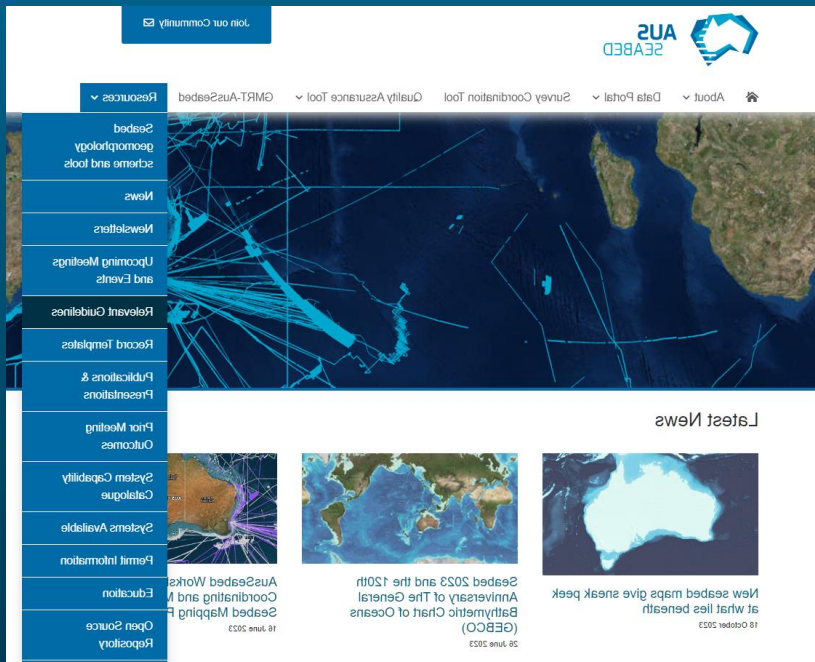 AUS
SEABED
Join our Community
About
Data Portal
Survey Coordination Tool
Quality Assurance Tool
GMRT-AusSeabed
Resources
Seabed
geomorphology
scheme and tools
News
Newsletters
Upcoming Meetings
and Events
Relevant Guidelines
Record Templates
Publications &
Presentations
Prior Meeting
Outcomes
System Capability
Catalogue
Systems Available
Permit Information
Education
Open Source
Repository
Latest News
New seabed maps give sneak peek
at what lies beneath
18 October 2023
Seabed 2023 and the 120th
Anniversary of The General
Bathymetric Chart of Oceans
(GEBCO)
26 June 2023
AusSeabed Works
Coordinating and M
Seabed Mapping
16 June 2023